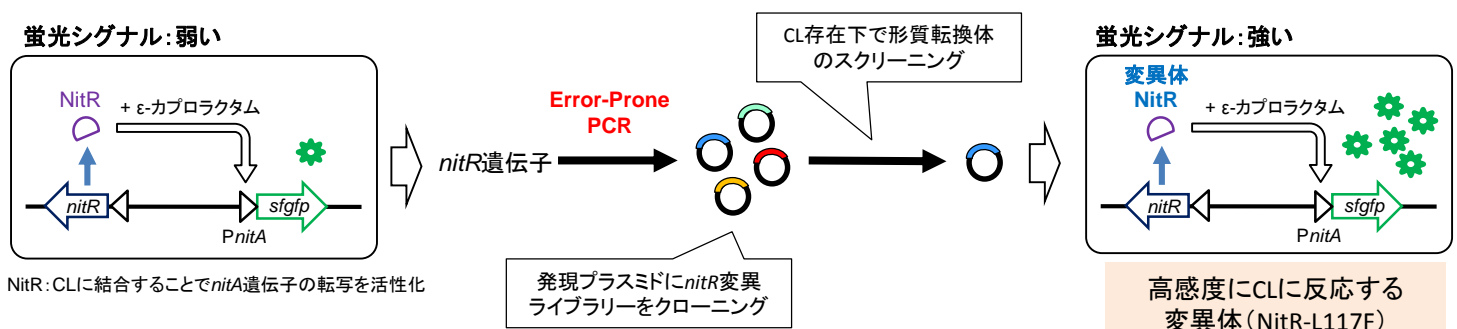 蛍光シグナル：弱い
NitR
+ ε-カプロラクタム
nitR
sfgfp
PnitA
NitR：CLに結合することでnitA遺伝子の転写を活性化
nitR遺伝子
Error-Prone
PCR
発現プラスミドにnitR変異
ライブラリーをクローニング
CL存在下で形質転換体
のスクリーニング
蛍光シグナル：強い
変異体
NitR
+ ε-カプロラクタム
nitR
sfgfp
PnitA
高感度にCLに反応する
変異体（NitR-L117F）